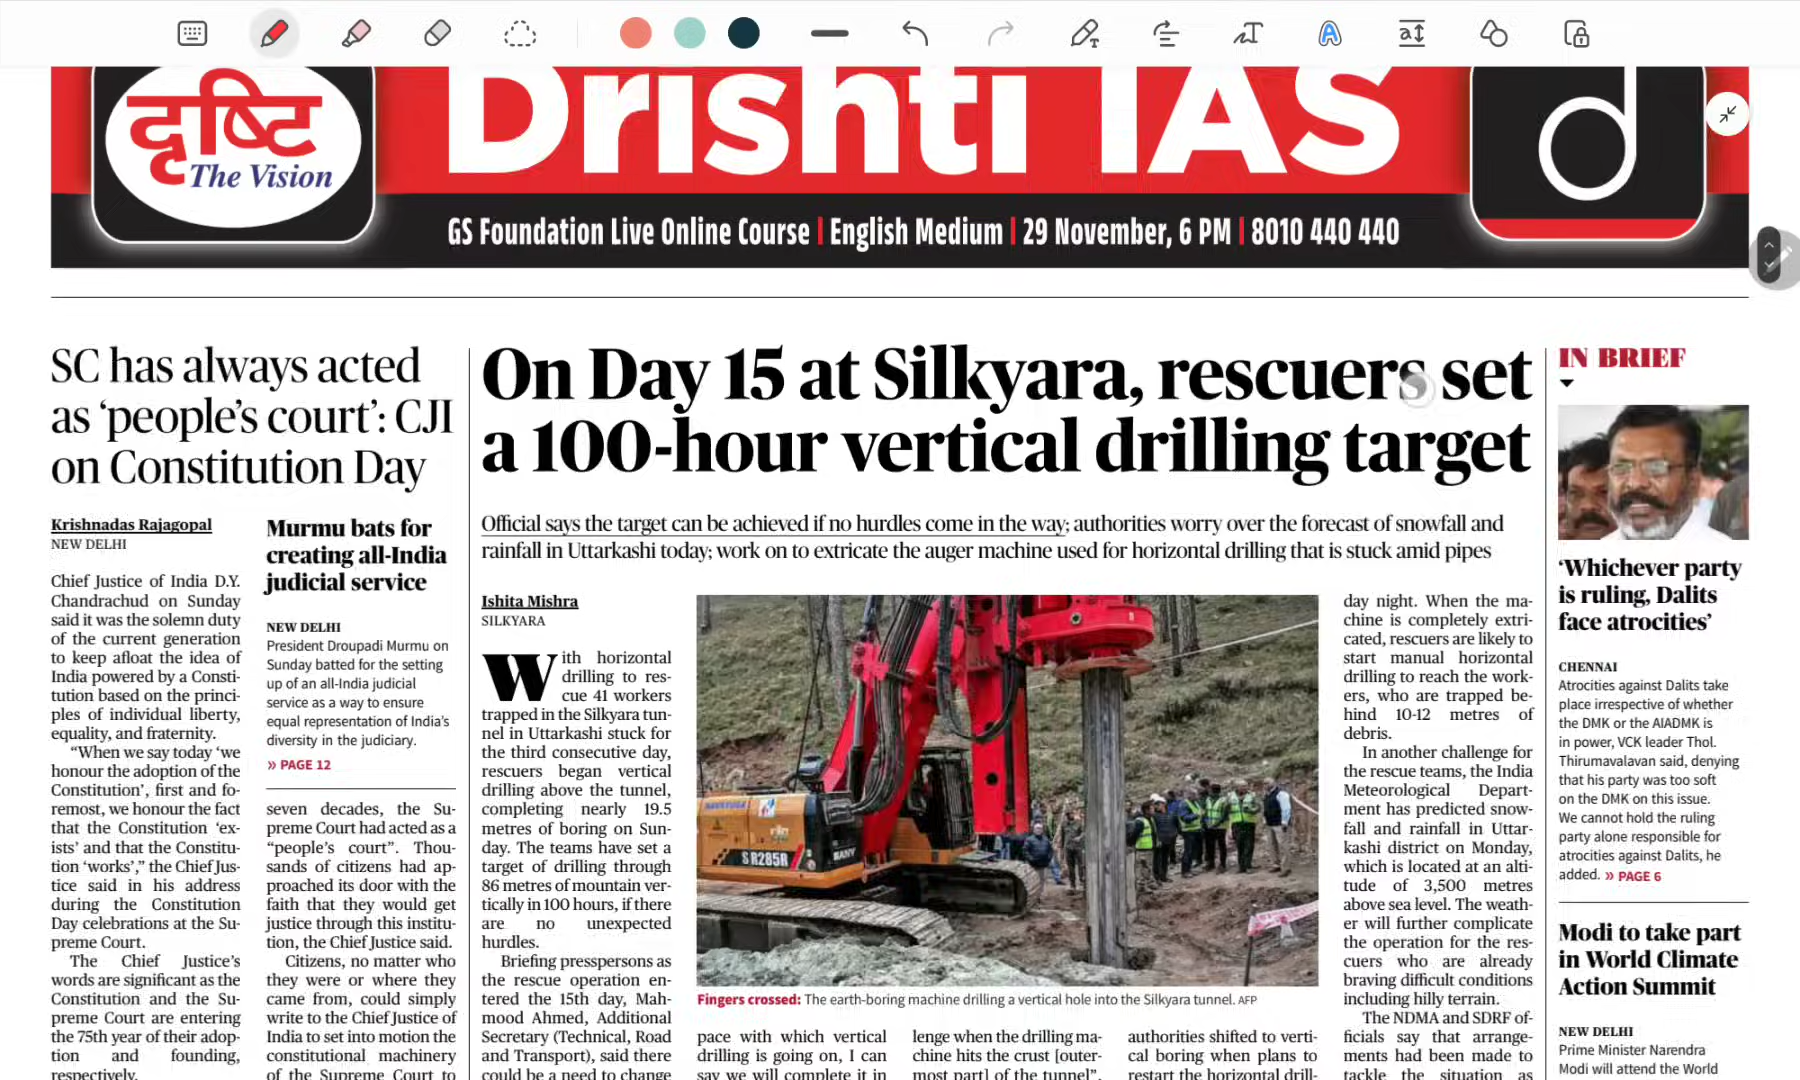 Drishti IAS
दृष्टि
The Vision
GS Foundation Live Online Course | English Medium | 29 November, 6 PM | 8010 440 440
SC has always acted
as ‘people’s court’: CJI
on Constitution Day
Krishnadas Rajagopal
NEW DELHI
Chief Justice of India D.Y.
Chandrachud on Sunday
said it was the solemn duty
of the current generation
to keep afloat the idea of
India powered by a Consti-
tution based on the princi-
ples of individual liberty,
equality, and fraternity.
“When we say today ‘we
honour the adoption of the
Constitution’, first and fo-
remost, we honour the fact
that the Constitution ‘ex-
ists’ and that the Constitu-
tion ‘works’,” the Chief Jus-
tice said in his address
during the Constitution
Day celebrations at the Su-
preme Court.
The Chief Justice’s
words are significant as the
Constitution and the Su-
preme Court are entering
the 75th year of their adop-
tion and founding,
respectively.
Murmu bats for
creating all-India
judicial service
NEW DELHI
President Droupadi Murmu on
Sunday batted for the setting
up of an all-India judicial
service as a way to ensure
equal representation of India’s
diversity in the judiciary.
» PAGE 12
seven decades, the Su-
preme Court had acted as a
“people’s court”. Thou-
sands of citizens had ap-
proached its door with the
faith that they would get
justice through this institu-
tion, the Chief Justice said.
Citizens, no matter who
they were or where they
came from, could simply
write to the Chief Justice of
India to set into motion the
constitutional machinery
of the Supreme Court to
On Day 15 at Silkyara, rescuers set
a 100-hour vertical drilling target
Official says the target can be achieved if no hurdles come in the way; authorities worry over the forecast of snowfall and
rainfall in Uttarkashi today; work on to extricate the auger machine used for horizontal drilling that is stuck amid pipes
Ishita Mishra
SILKYARA
With horizontal
drilling to res-
cue 41 workers
trapped in the Silkyara tun-
nel in Uttarkashi stuck for
the third consecutive day,
rescuers began vertical
drilling above the tunnel,
completing nearly 19.5
metres of boring on Sun-
day. The teams have set a
target of drilling through
86 metres of mountain ver-
tically in 100 hours, if there
are no unexpected
hurdles.
Briefing presspersons as
the rescue operation en-
tered the 15th day, Mah-
mood Ahmed, Additional
Secretary (Technical, Road
and Transport), said there
could be a need to change
SR285R
SANY
Fingers crossed: The earth-boring machine drilling a vertical hole into the Silkyara tunnel. AFP
pace with which vertical
drilling is going on, I can
say we will complete it in
lenge when the drilling ma-
chine hits the crust [outer-
most part] of the tunnel”.
authorities shifted to verti-
cal boring when plans to
restart the horizontal drill-
day night. When the ma-
chine is completely extri-
cated, rescuers are likely to
start manual horizontal
drilling to reach the work-
ers, who are trapped be-
hind 10-12 metres of
debris.
In another challenge for
the rescue teams, the India
Meteorological Depart-
ment has predicted snow-
fall and rainfall in Uttar-
kashi district on Monday,
which is located at an alti-
tude of 3,500 metres
above sea level. The weath-
er will further complicate
the operation for the res-
cuers who are already
braving difficult conditions
including hilly terrain.
The NDMA and SDRF of-
ficials say that arrange-
ments had been made to
tackle the situation as
IN BRIEF
‘Whichever party
is ruling, Dalits
face atrocities’
CHENNAI
Atrocities against Dalits take
place irrespective of whether
the DMK or the AIADMK is
in power, VCK leader Thol.
Thirumavalavan said, denying
that his party was too soft
on the DMK on this issue.
We cannot hold the ruling
party alone responsible for
atrocities against Dalits, he
added. » PAGE 6
Modi to take part
in World Climate
Action Summit
NEW DELHI
Prime Minister Narendra
Modi will attend the World